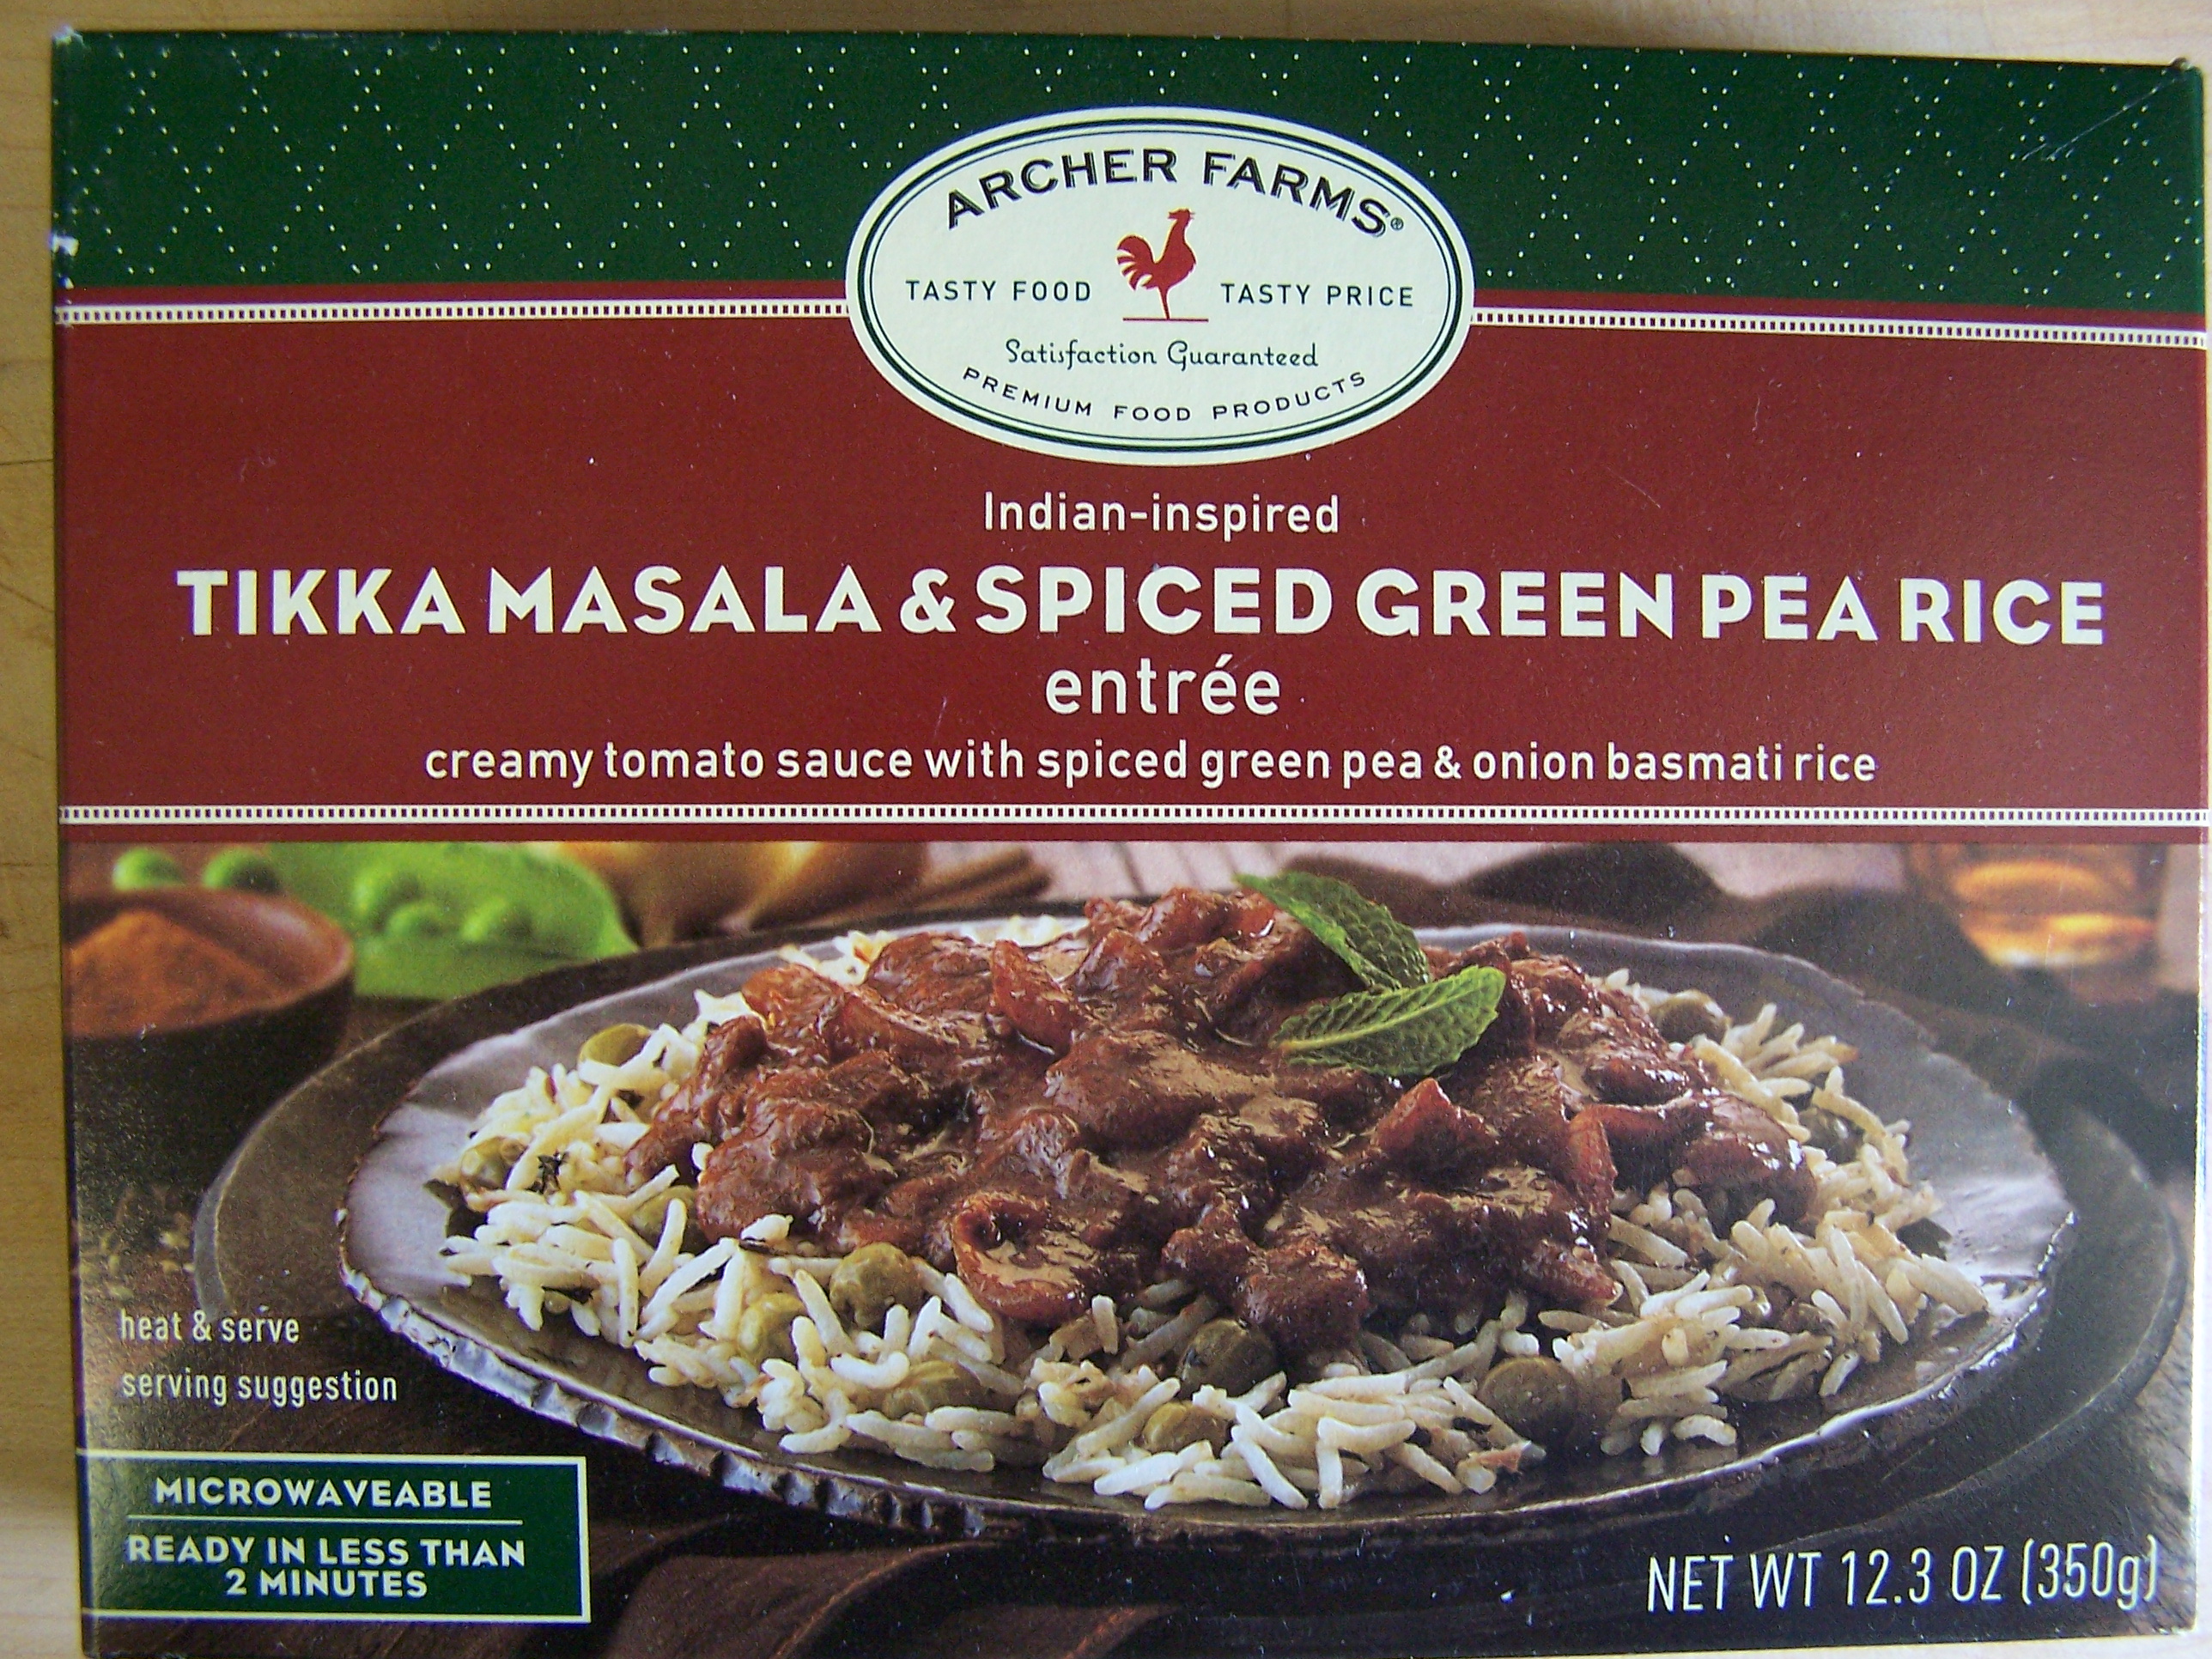 ARCHER FARMS®
TASTY FOOD TASTY PRICE
Satisfaction Guaranteed
PREMIUM FOOD PRODUCTS
Indian-inspired
TIKKA MASALA & SPICED GREEN PEA RICE
entrée
creamy tomato sauce with spiced green pea & onion basmati rice
heat & serve
serving suggestion
MICROWAVEABLE
READY IN LESS THAN
2 MINUTES
NET WT 12.3 OZ (350g)